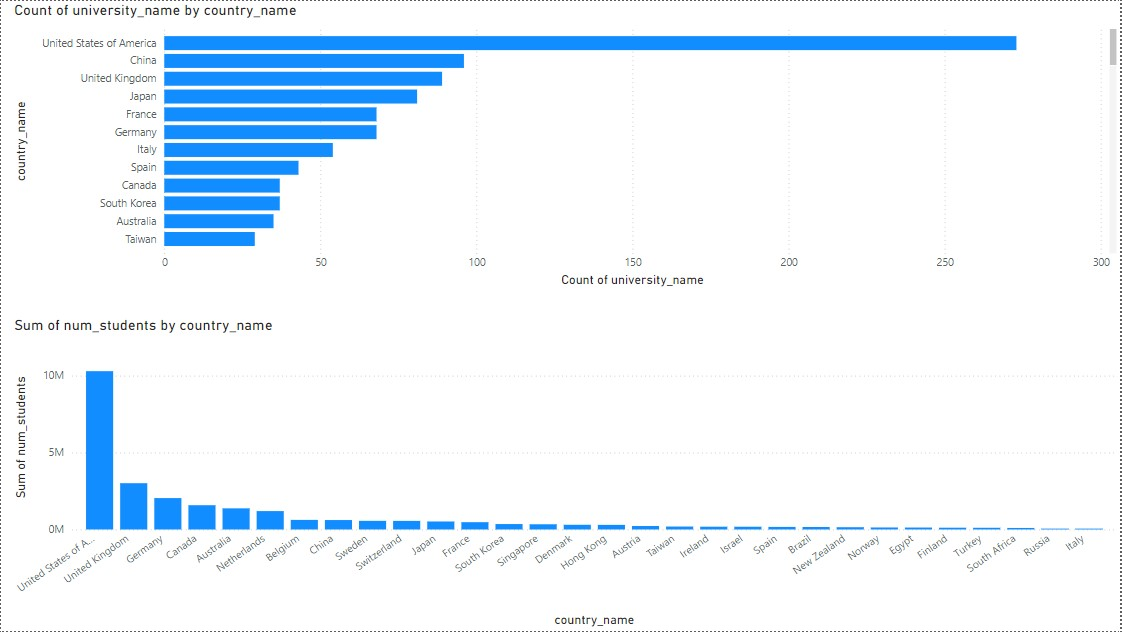 Count of university_name by country_name
country_name
United States of America
China
United Kingdom
Japan
France
Germany
Italy
Spain
Canada
South Korea
Australia
Taiwan
0 50 100 150 200 250 300
Count of university_name
Sum of num_students by country_name
Sum of num_students
10M
5M
0M
United States of A...
United Kingdom
Germany
Canada
Australia
Netherlands
Belgium
China
Sweden
Switzerland
Japan
France
South Korea
Singapore
Denmark
Hong Kong
Austria
Taiwan
Ireland
Israel
Spain
Brazil
New Zealand
Norway
Egypt
Finland
Turkey
South Africa
Russia
Italy
country_name